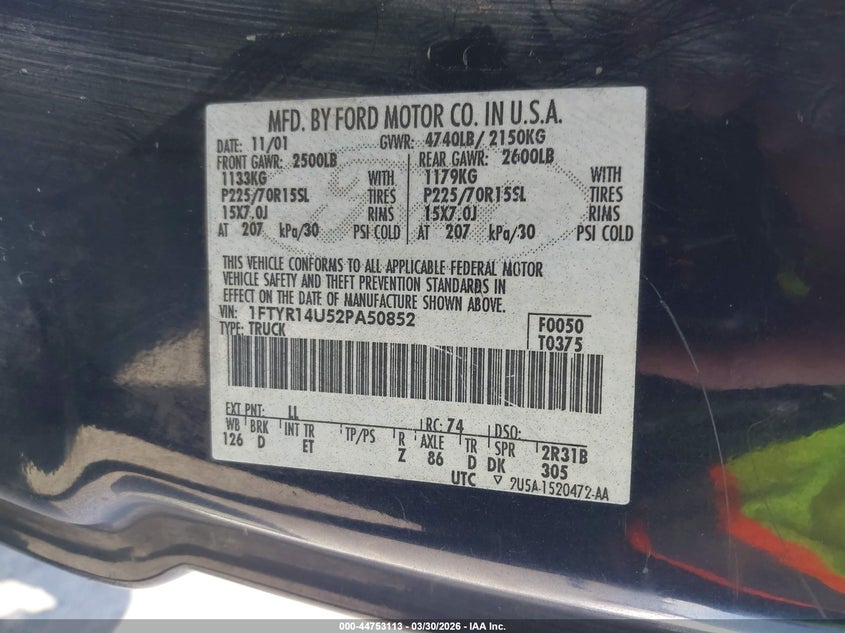 MFD. BY FORD MOTOR CO. IN U.S.A.
DATE: 11/01 GVWR: 4740LB/ 2150KG
FRONT GAWR: 2500LB REAR GAWR: 2600LB
1133KG WITH 1179KG WITH
P225/70R15SL TIRES P225/70R15SL TIRES
15X7.0J RIMS 15X7.0J RIMS
AT 207 kPa/30 PSI COLD AT 207 kPa/30 PSI COLD
THIS VEHICLE CONFORMS TO ALL APPLICABLE FEDERAL MOTOR
VEHICLE SAFETY AND THEFT PREVENTION STANDARDS IN
EFFECT ON THE DATE OF MANUFACTURE SHOWN ABOVE.
VIN: 1FTYR14U52PA50852 F0050
TYPE: TRUCK T0375
EXT PNT: LL RC: 74 DSO:
WB BRK INT TR TP/PS R AXLE TR SPR 2R31B
126 D ET Z 86 D DK 305
UTC ▽ 2U5A-1520472-AA
000-44753113 - 03/30/2026 - IAA Inc.